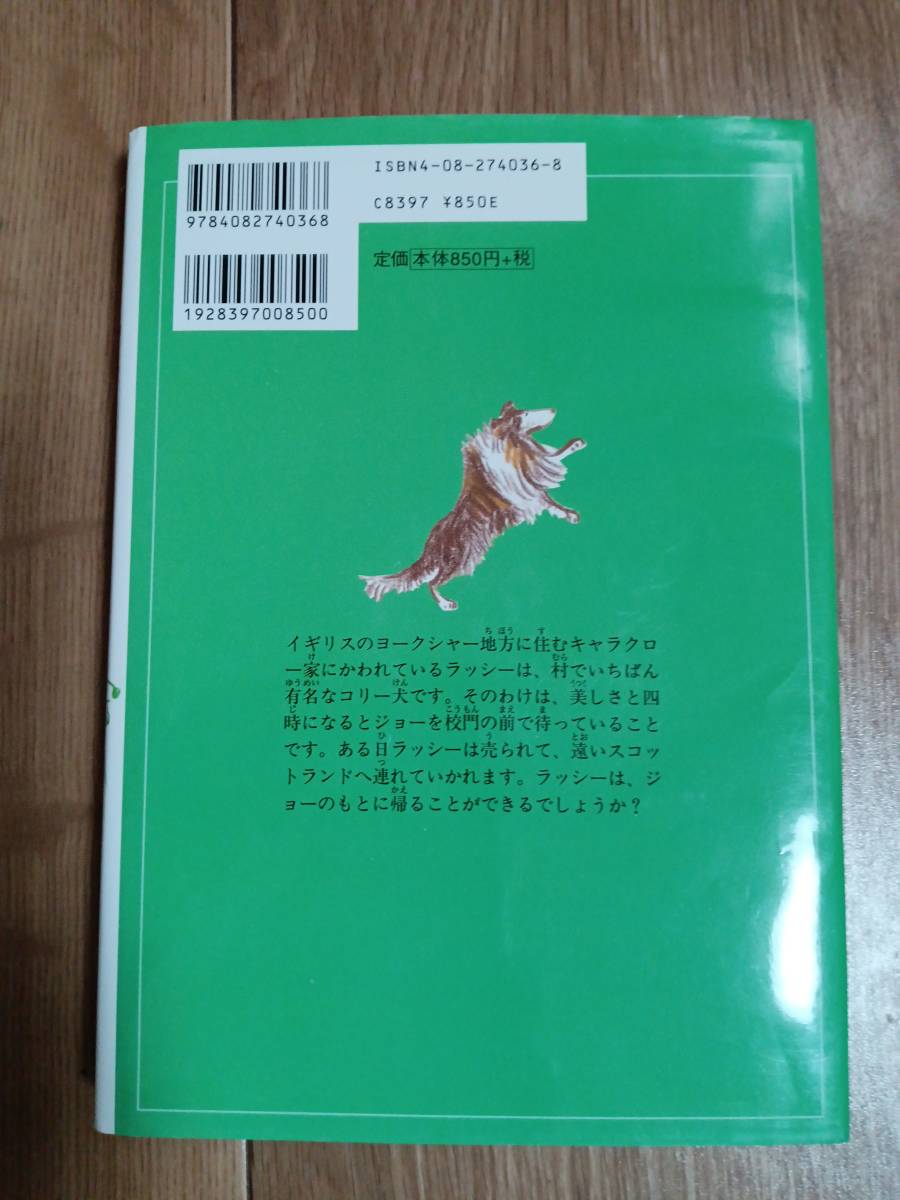 ISBN4-08-274036-8
C8397 ¥850E
9784082740368
1928397008500
定価 本体850円+税
イギリスのヨークシャー地方に住むキャラクロ
ー家にかわれているラッシーは、村でいちばん
有名なコリー犬です。そのわけは、美しさと四
時になるとジョーを校門の前で待っていること
です。ある日ラッシーは売られて、遠いスコッ
トランドへ連れていかれます。ラッシーは、ジ
ョーのもとに帰ることができるでしょうか？